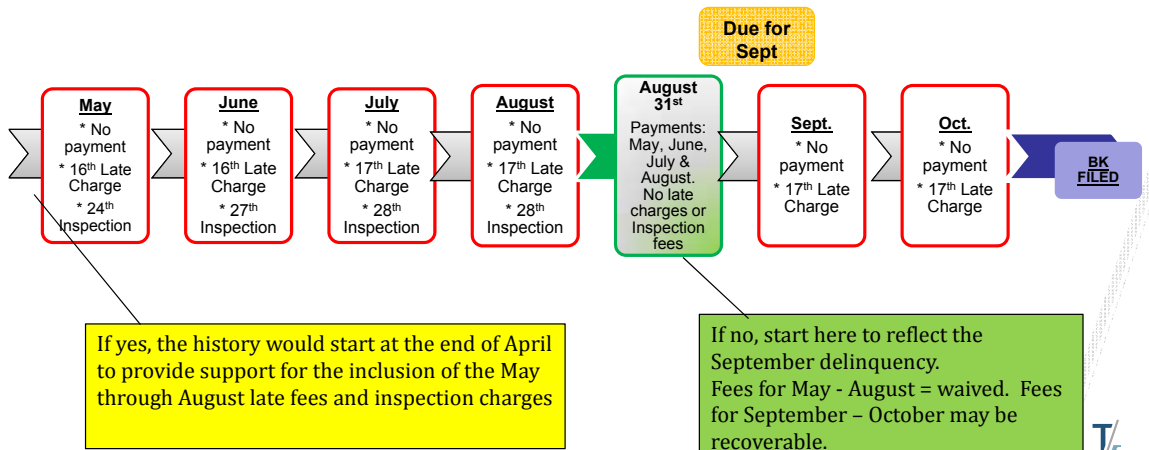 Due for
Sept
May
* No
payment
* 16th Late
Charge
* 24th
Inspection
June
* No
payment
* 16th Late
Charge
* 27th
Inspection
July
* No
payment
* 17th Late
Charge
* 28th
Inspection
August
* No
payment
* 17th Late
Charge
* 28th
Inspection
August
31st
Payments:
May, June,
July &
August.
No late
charges or
Inspection
fees
Sept.
* No
payment
* 17th Late
Charge
Oct.
* No
payment
* 17th Late
Charge
BK
FILED
If yes, the history would start at the end of April
to provide support for the inclusion of the May
through August late fees and inspection charges
If no, start here to reflect the
September delinquency.
Fees for May - August = waived.  Fees
for September – October may be
recoverable.